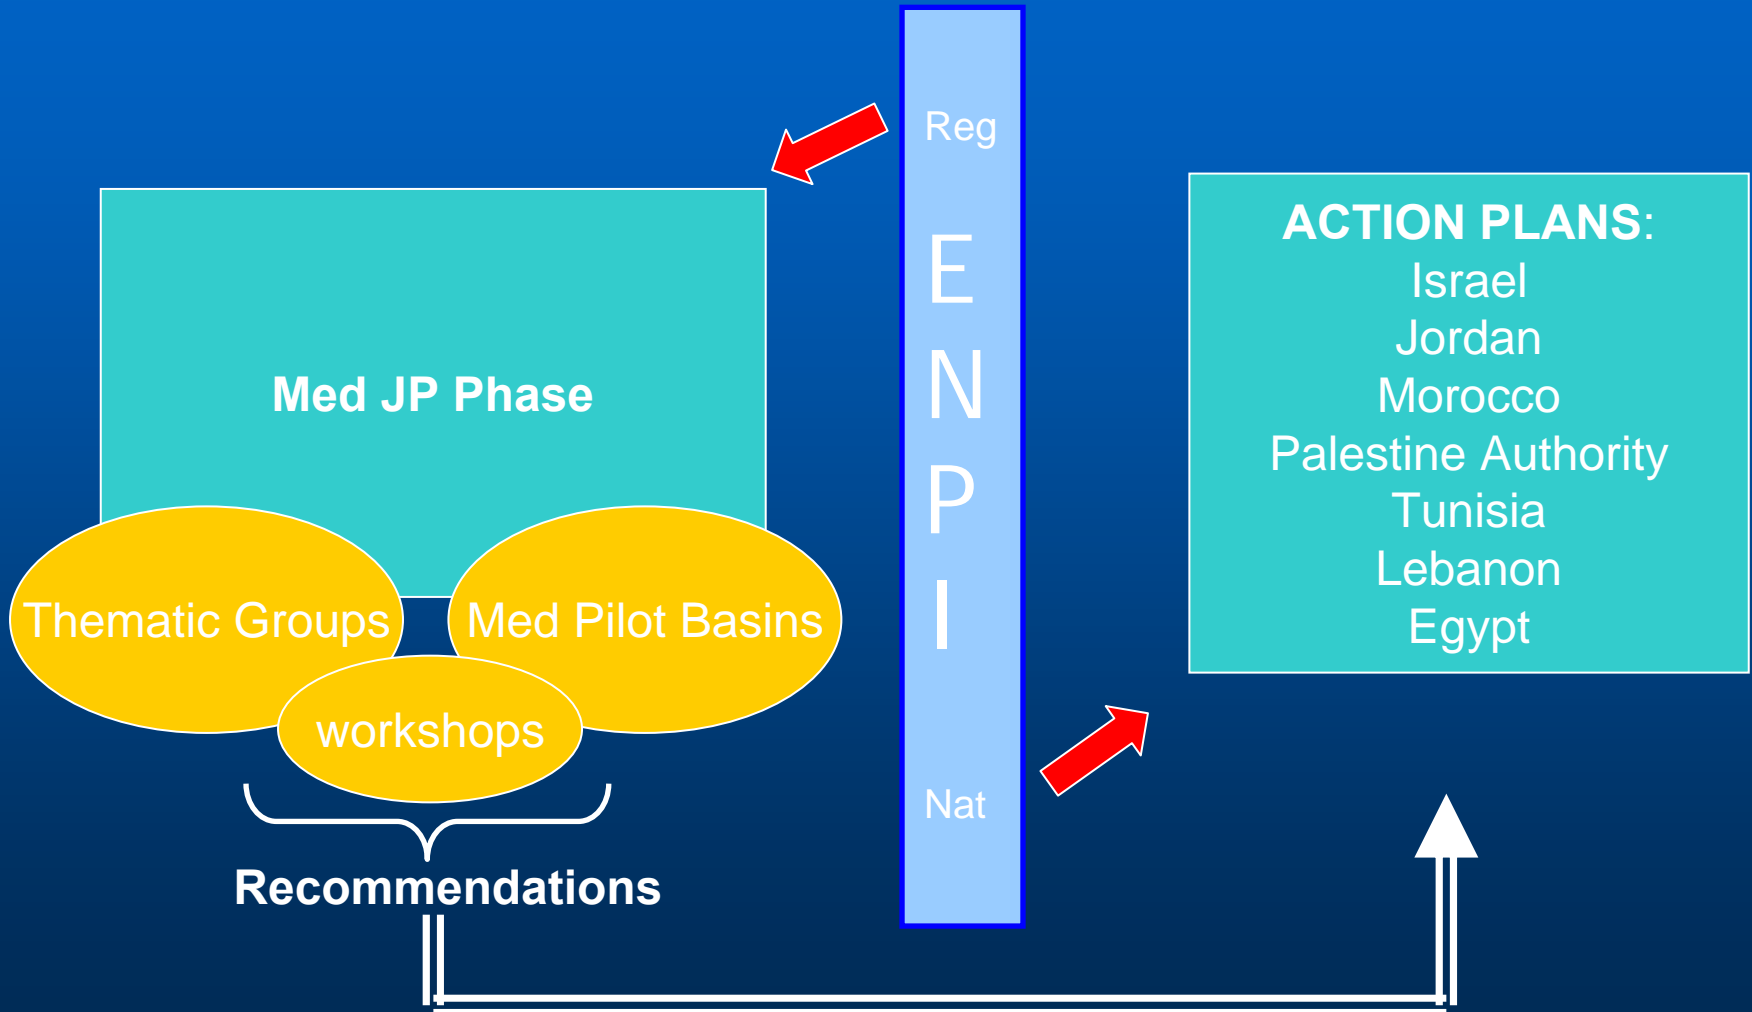 Med JP Phase
Thematic Groups
Med Pilot Basins
workshops
Recommendations
Reg
E
N
P
I
Nat
ACTION PLANS:
Israel
Jordan
Morocco
Palestine Authority
Tunisia
Lebanon
Egypt